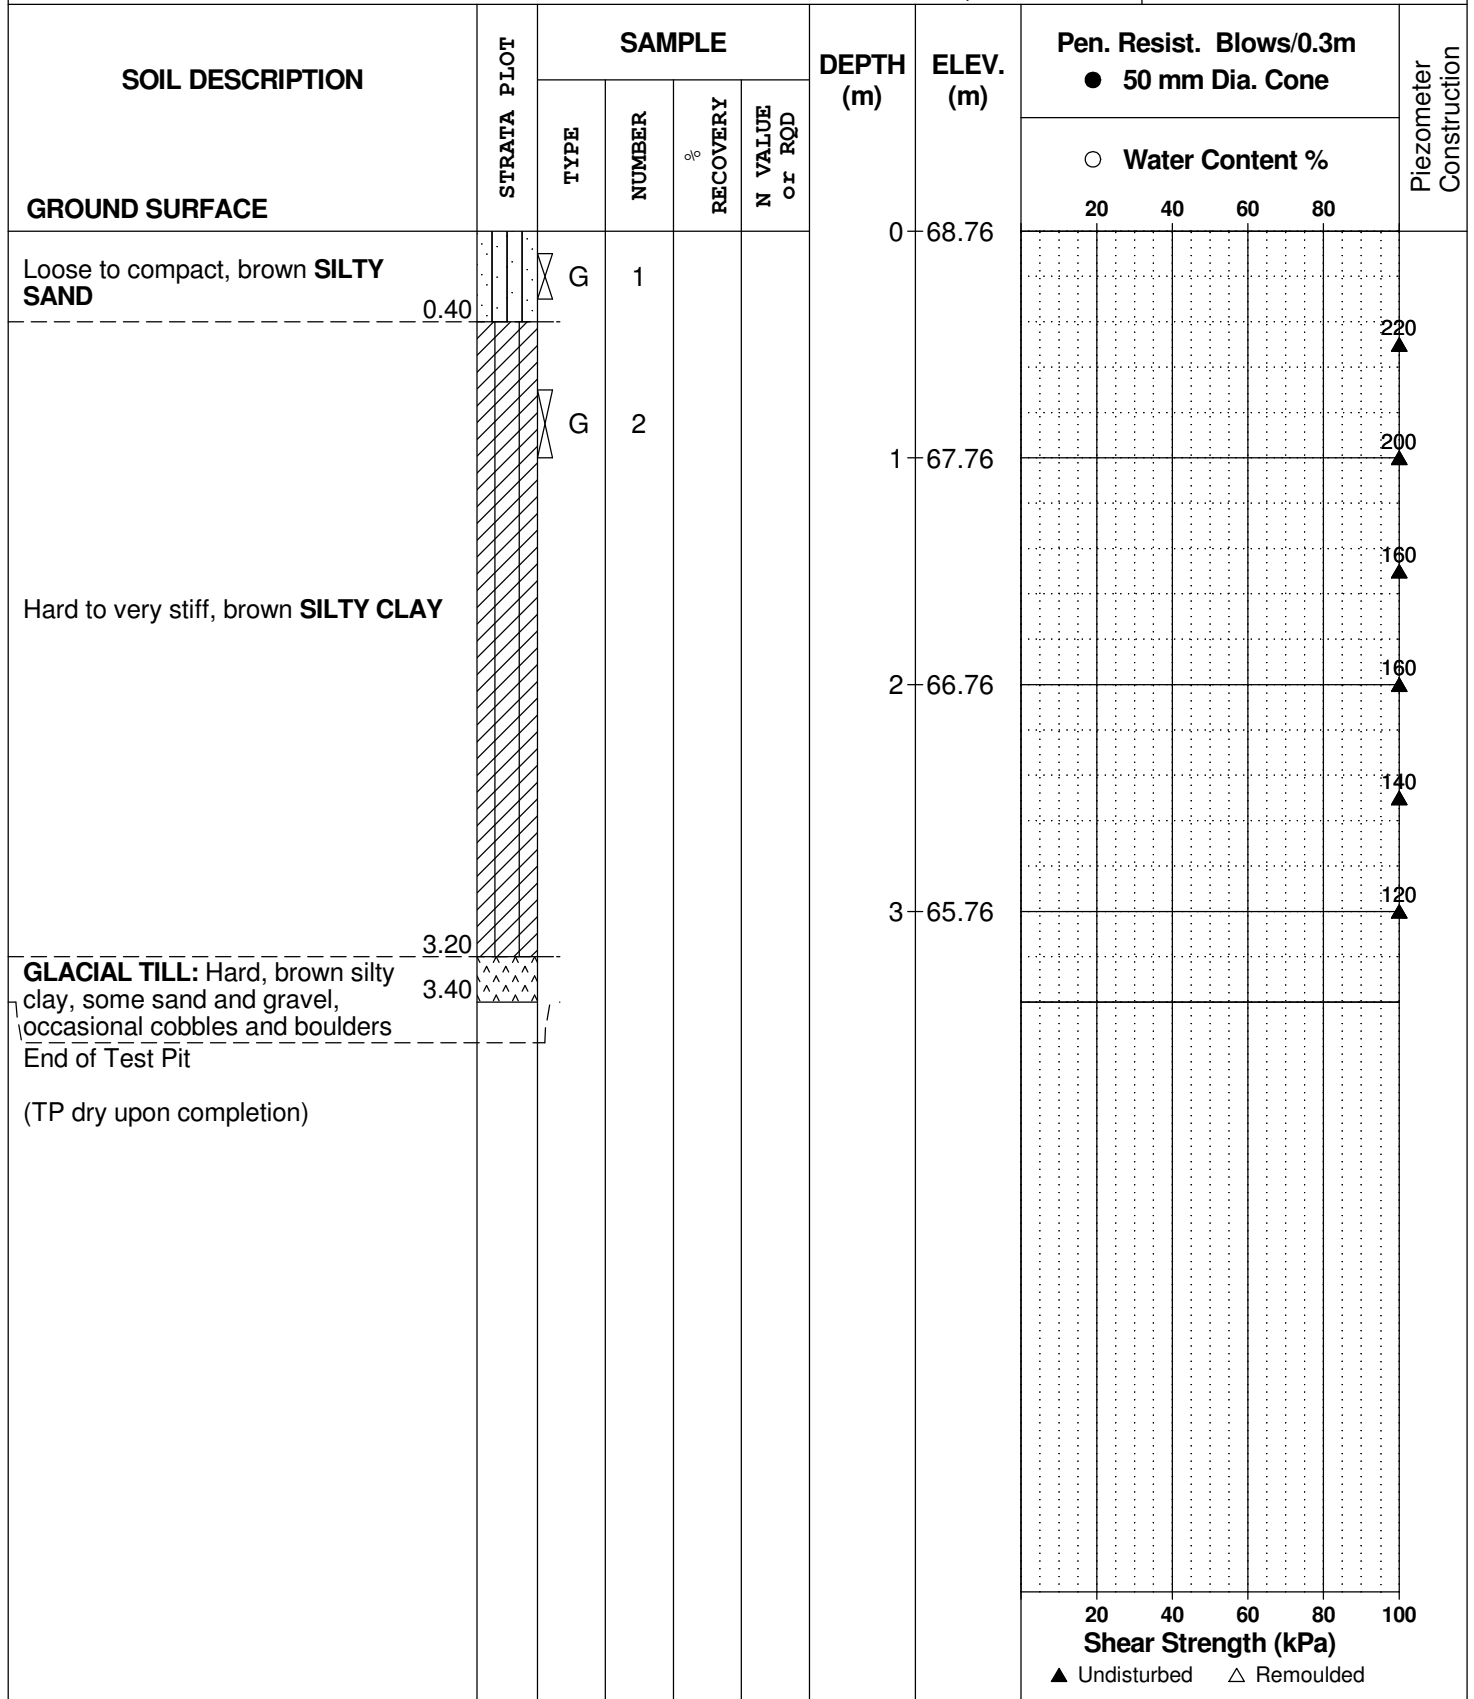 SOIL DESCRIPTION
GROUND SURFACE
STRATA PLOT
SAMPLE
TYPE
NUMBER
%
RECOVERY
N VALUE
or RQD
DEPTH
(m)
ELEV.
(m)
Pen. Resist. Blows/0.3m
● 50 mm Dia. Cone
○ Water Content %
20 40 60 80
Piezometer
Construction
0 68.76
Loose to compact, brown SILTY
SAND
0.40
G 1
220
G 2
200
1 67.76
160
Hard to very stiff, brown SILTY CLAY
160
2 66.76
140
120
3 65.76
3.20
GLACIAL TILL: Hard, brown silty
clay, some sand and gravel,
occasional cobbles and boulders
3.40
End of Test Pit
(TP dry upon completion)
20 40 60 80 100
Shear Strength (kPa)
▲ Undisturbed △ Remoulded